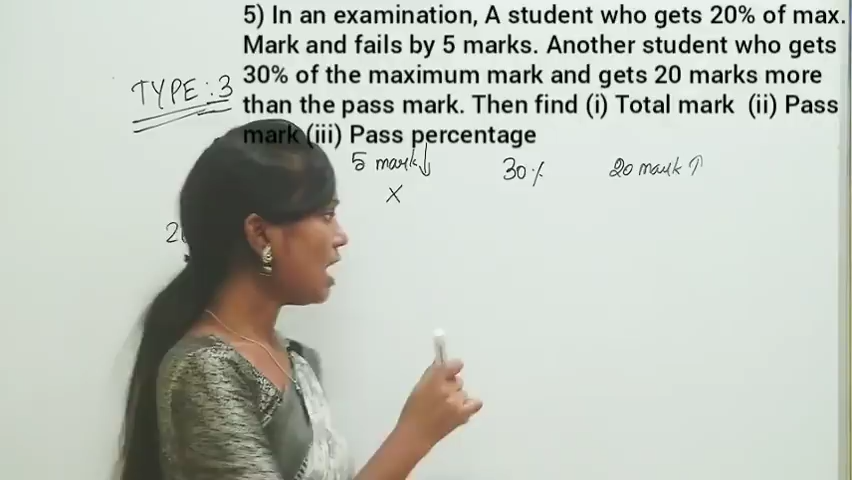 5) In an examination, A student who gets 20% of max.
Mark and fails by 5 marks. Another student who gets
30% of the maximum mark and gets 20 marks more
than the pass mark. Then find (i) Total mark (ii) Pass
mark (iii) Pass percentage
TYPE : 3
5 mark↓ 30% 20 mark ↑
X
2